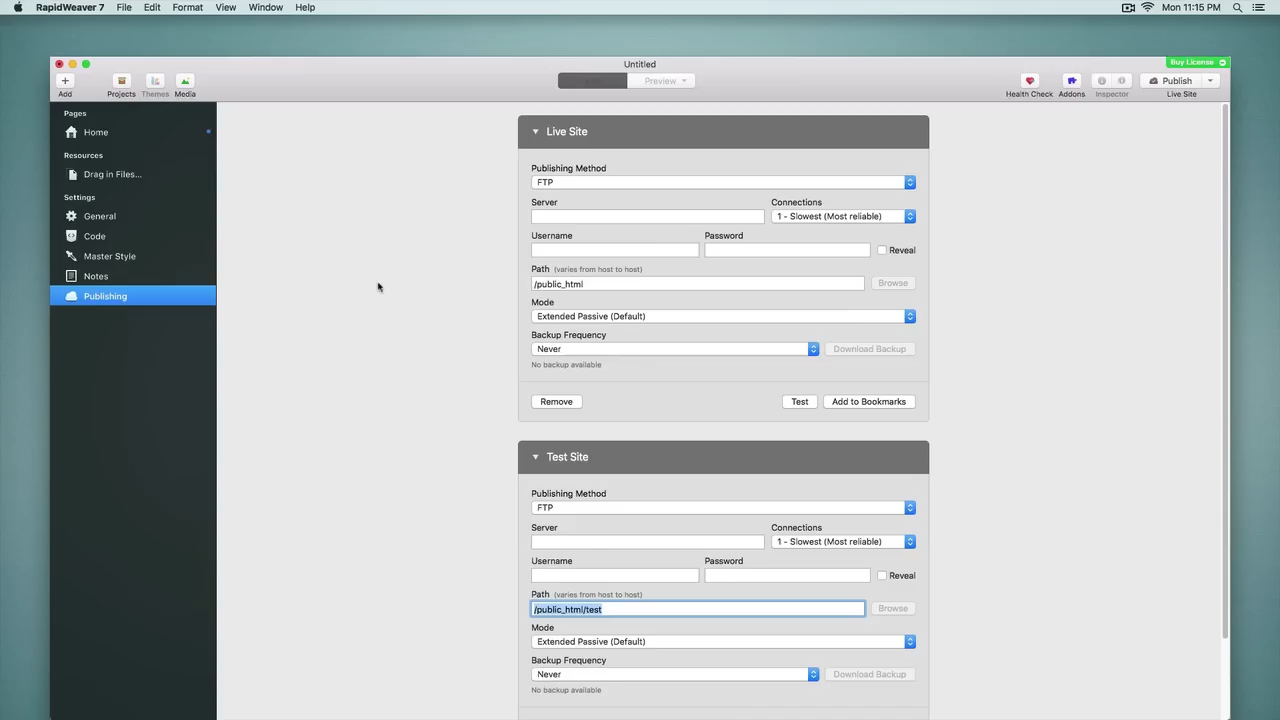 RapidWeaver 7 File Edit Format View Window Help Mon 11:15 PM
Untitled
Buy License
Preview
Publish
Add Projects Themes Media Health Check Addons Inspector Live Site
Pages
Home
Resources
Drag in Files...
Settings
General
Code
Master Style
Notes
Publishing
Live Site
Publishing Method
FTP
Server Connections
1 - Slowest (Most reliable)
Username Password
Reveal
Path (varies from host to host)
/public_html Browse
Mode
Extended Passive (Default)
Backup Frequency
Never Download Backup
No backup available
Remove Test Add to Bookmarks
Test Site
Publishing Method
FTP
Server Connections
1 - Slowest (Most reliable)
Username Password
Reveal
Path (varies from host to host)
/public_html/test Browse
Mode
Extended Passive (Default)
Backup Frequency
Never Download Backup
No backup available